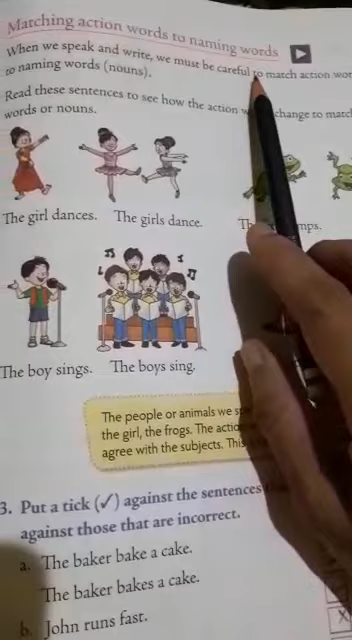 Matching action words to naming words
When we speak and write, we must be careful to match action wor
to naming words (nouns).
Read these sentences to see how the action w change to matc
words or nouns.
The girl dances. The girls dance. Th mps.
The boy sings. The boys sing.
The people or animals we s
the girl, the frogs. The actio
agree with the subjects. This
3. Put a tick (✓) against the sentences
against those that are incorrect.
a. The baker bake a cake.
The baker bakes a cake.
b. John runs fast.
X